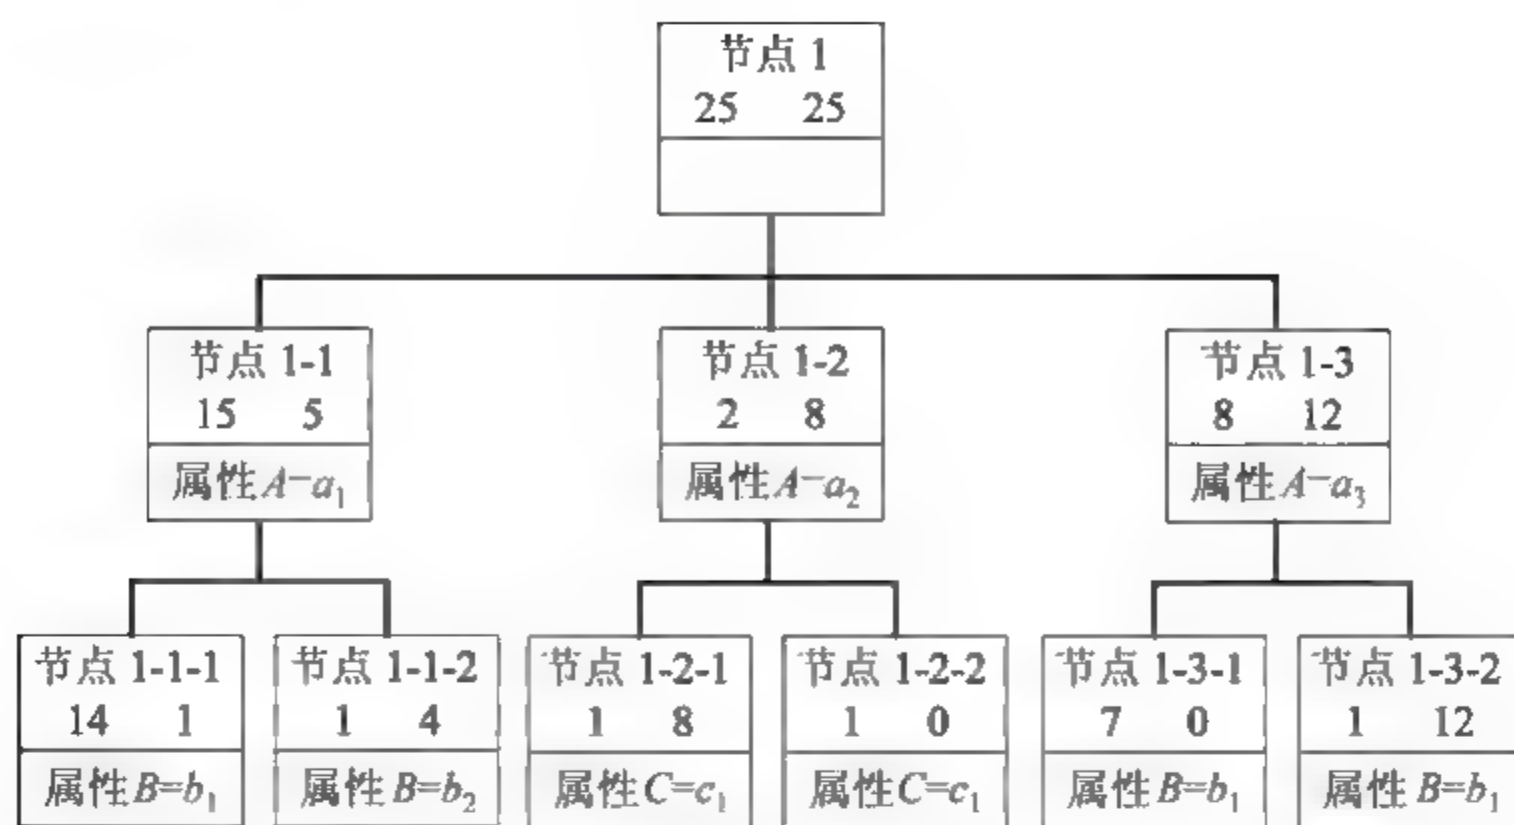 节点 1
25 25
节点 1-1
15 5
属性A=a₁
节点 1-2
2 8
属性A=a₂
节点 1-3
8 12
属性A=a₃
节点 1-1-1
14 1
属性B=b₁
节点 1-1-2
1 4
属性B=b₂
节点 1-2-1
1 8
属性C=c₁
节点 1-2-2
1 0
属性C=c₁
节点 1-3-1
7 0
属性B=b₁
节点 1-3-2
1 12
属性B=b₁